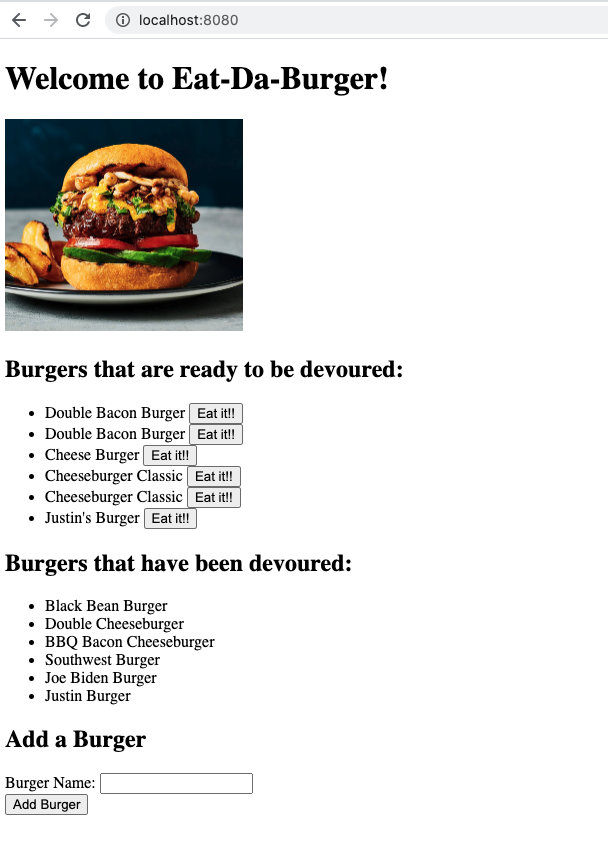 localhost:8080
Welcome to Eat-Da-Burger!
Burgers that are ready to be devoured:
Double Bacon Burger Eat it!!
Double Bacon Burger Eat it!!
Cheese Burger Eat it!!
Cheeseburger Classic Eat it!!
Cheeseburger Classic Eat it!!
Justin's Burger Eat it!!
Burgers that have been devoured:
Black Bean Burger
Double Cheeseburger
BBQ Bacon Cheeseburger
Southwest Burger
Joe Biden Burger
Justin Burger
Add a Burger
Burger Name:
Add Burger